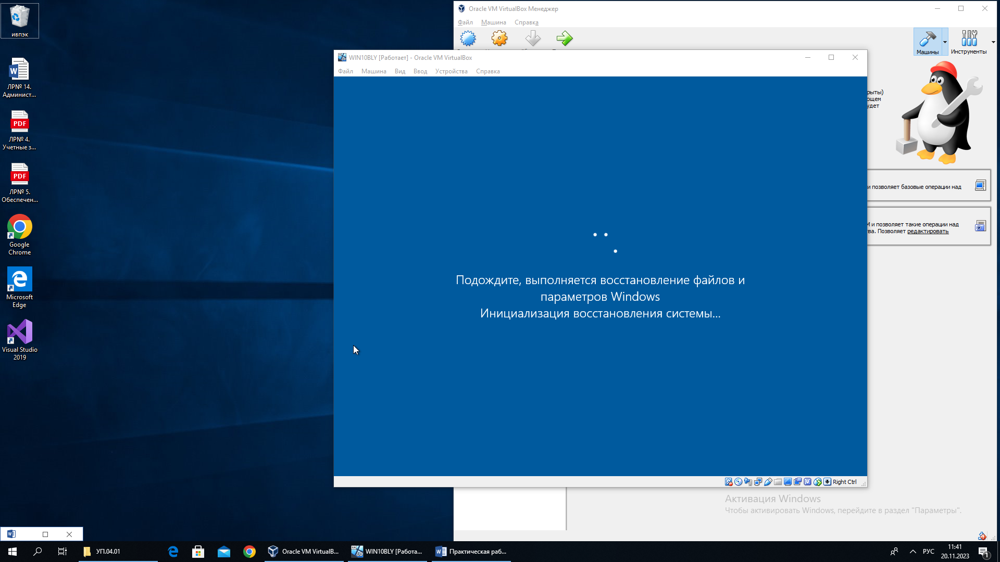 ивпэк
ЛР№ 14.
Админист...
PDF
ЛР№ 4.
Учетные з...
PDF
ЛР№ 5.
Обеспечен...
Google
Chrome
Microsoft
Edge
Visual Studio
2019
Oracle VM VirtualBox Менеджер
Файл Машина Справка
Машины
Инструменты
рыты)
ющем
удет
и позволяет базовые операции над
М и позволяет такие операции над
ва. Позволяет редактировать
WIN10BLY [Работает] - Oracle VM VirtualBox
Файл Машина Вид Ввод Устройства Справка
Подождите, выполняется восстановление файлов и
параметров Windows
Инициализация восстановления системы...
Right Ctrl
Активация Windows
Чтобы активировать Windows, перейдите в раздел "Параметры".
УП.04.01
Oracle VM VirtualB...
WIN10BLY [Работа...
Практическая раб...
РУС
11:41
20.11.2023
1